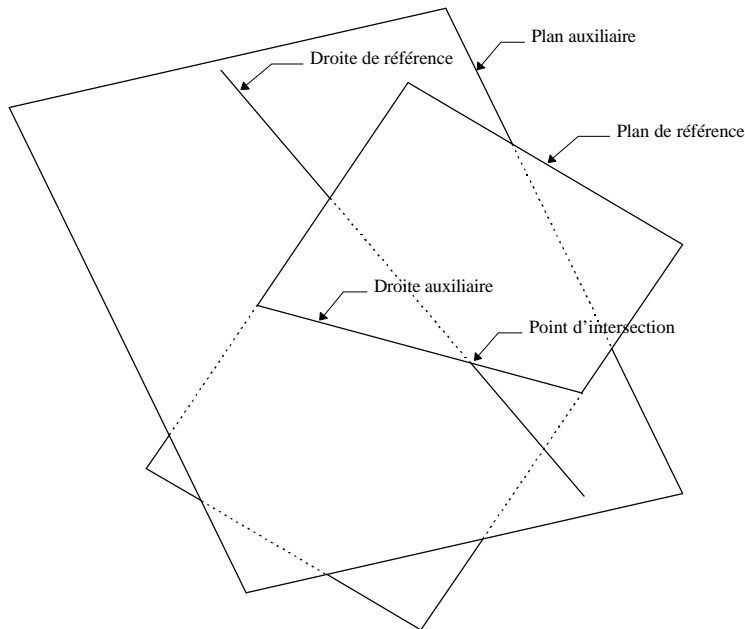 Plan auxiliaire
Droite de référence
Plan de référence
Droite auxiliaire
Point d’intersection